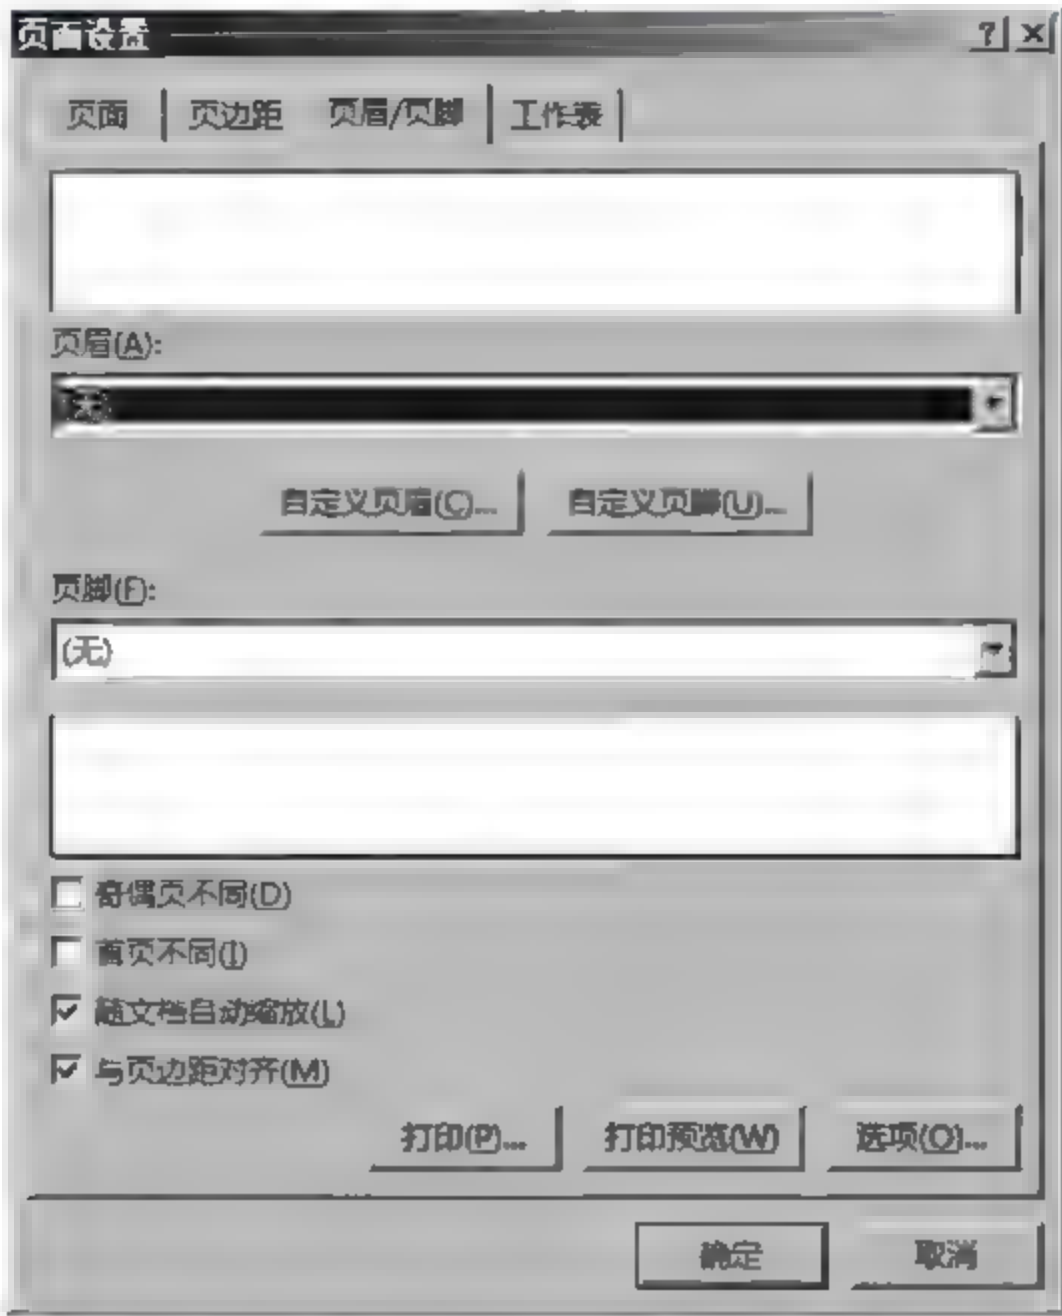 页面设置
页面 页边距 页眉/页脚 工作表
页眉(A):
(无)
自定义页眉(C)... 自定义页脚(U)...
页脚(F):
(无)
奇偶页不同(D)
首页不同(I)
随文档自动缩放(L)
与页边距对齐(M)
打印(P)... 打印预览(W) 选项(O)...
确定 取消